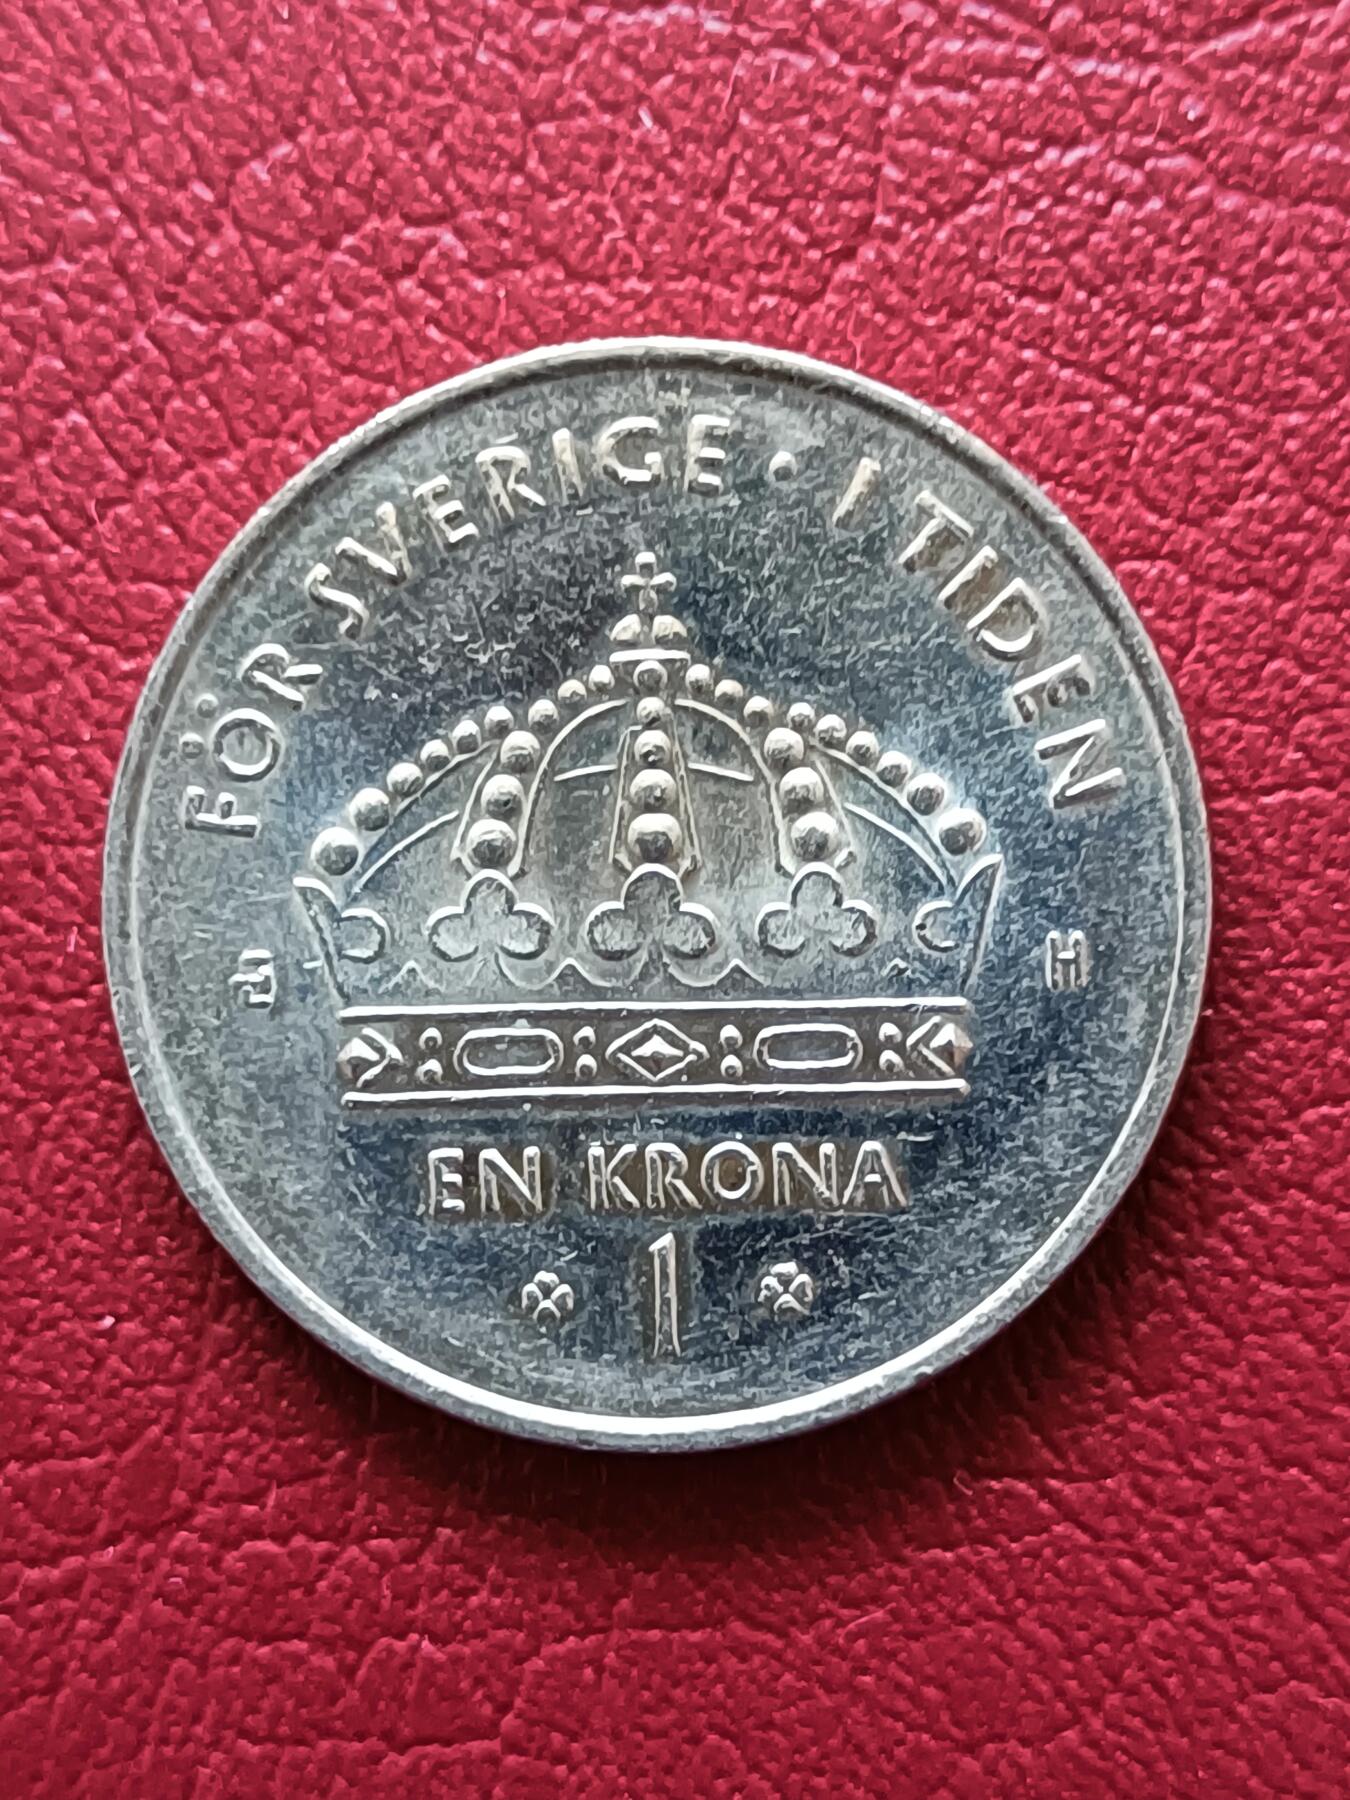 FÖR SVERIGE · I TIDEN
H
EN KRONA
1